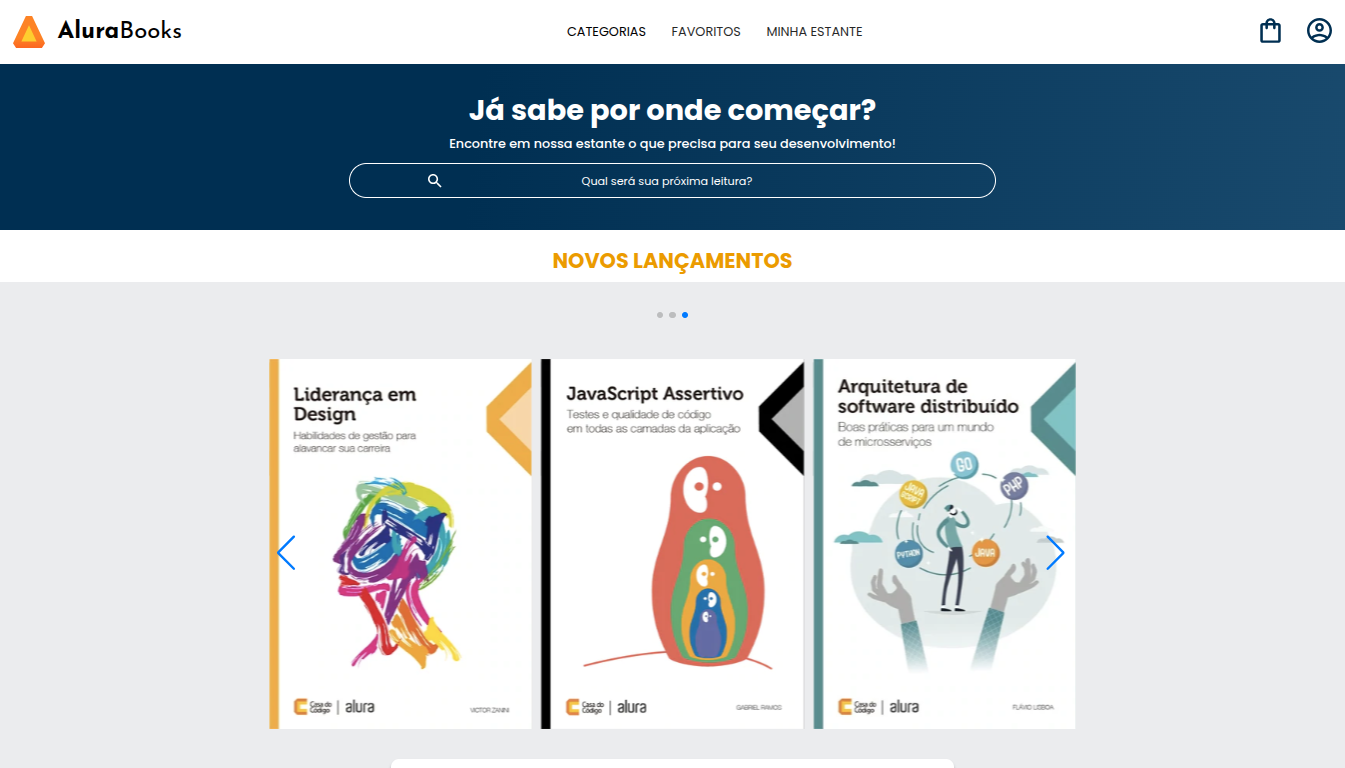 AluraBooks
CATEGORIAS FAVORITOS MINHA ESTANTE
Já sabe por onde começar?
Encontre em nossa estante o que precisa para seu desenvolvimento!
Qual será sua próxima leitura?
NOVOS LANÇAMENTOS
Liderança em
Design
Habilidades de gestão para
alavancar sua carreira
Casa do
Código
alura
VICTOR ZANINI
JavaScript Assertivo
Testes e qualidade de código
em todas as camadas da aplicação
Casa do
Código
alura
GABRIEL RAMOS
Arquitetura de
software distribuído
Boas práticas para um mundo
de microsserviços
GO
JAVA
SCRIPT
PHP
PYTHON
JAVA
Casa do
Código
alura
FLÁVIO LISBOA